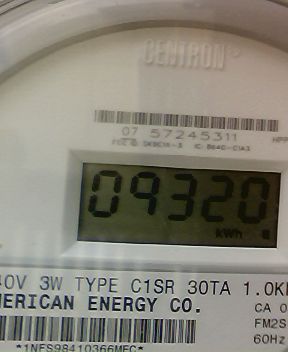 CENTRON®
07 57245311
09320
kWh
40V 3W TYPE C1SR 30TA 1.0K
MERICAN ENERGY CO.
CA 0
FM2S
60Hz
*1NFS98410366MFC*